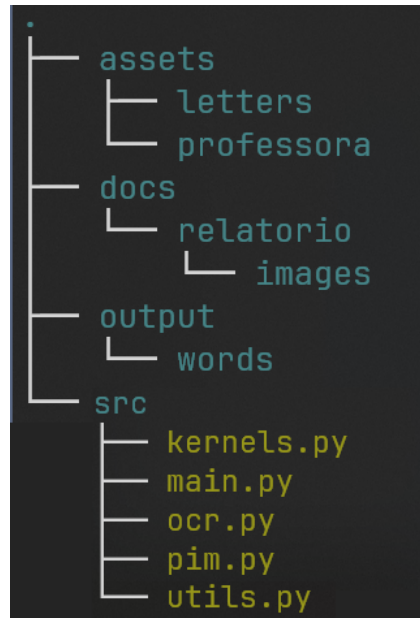 .
assets
letters
professora
docs
relatorio
images
output
words
src
kernels.py
main.py
ocr.py
pim.py
utils.py